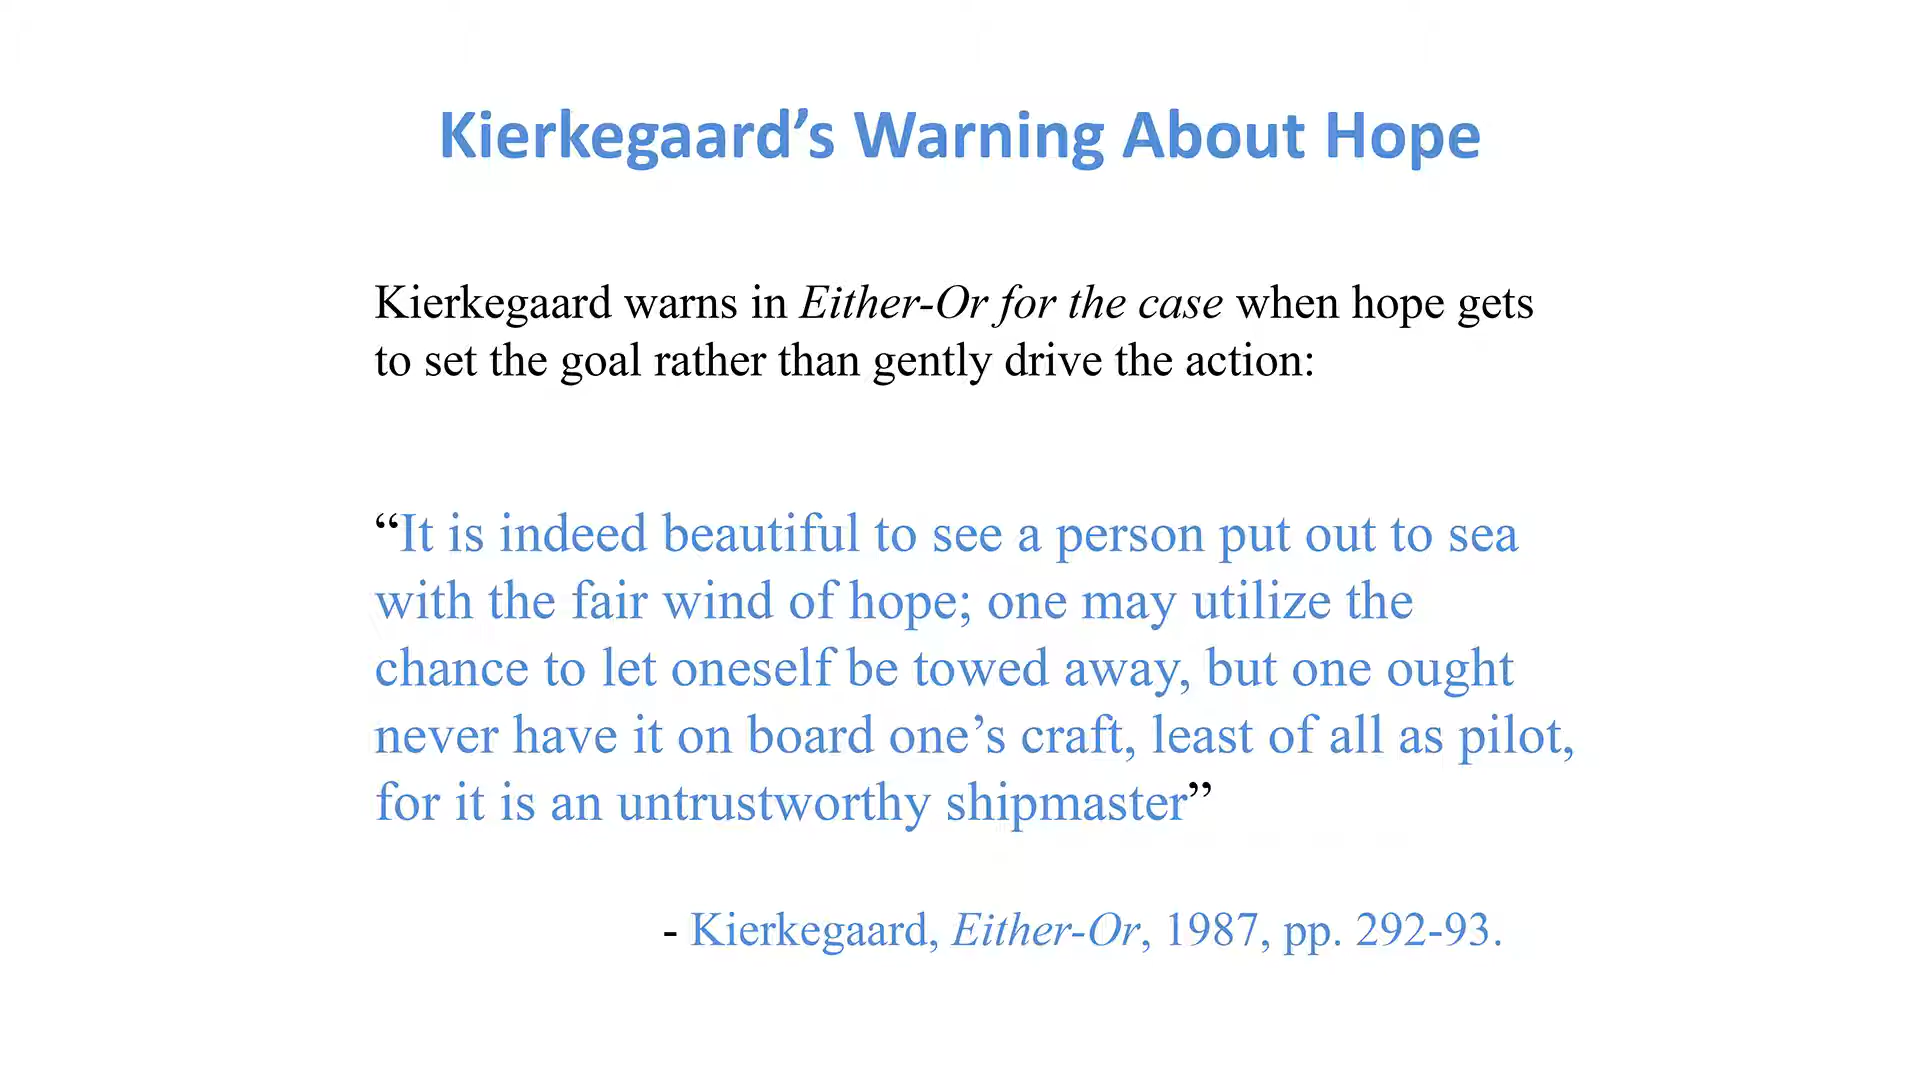 Kierkegaard’s Warning About Hope
Kierkegaard warns in Either-Or for the case when hope gets
to set the goal rather than gently drive the action:
“It is indeed beautiful to see a person put out to sea
with the fair wind of hope; one may utilize the
chance to let oneself be towed away, but one ought
never have it on board one’s craft, least of all as pilot,
for it is an untrustworthy shipmaster”
- Kierkegaard, Either-Or, 1987, pp. 292-93.